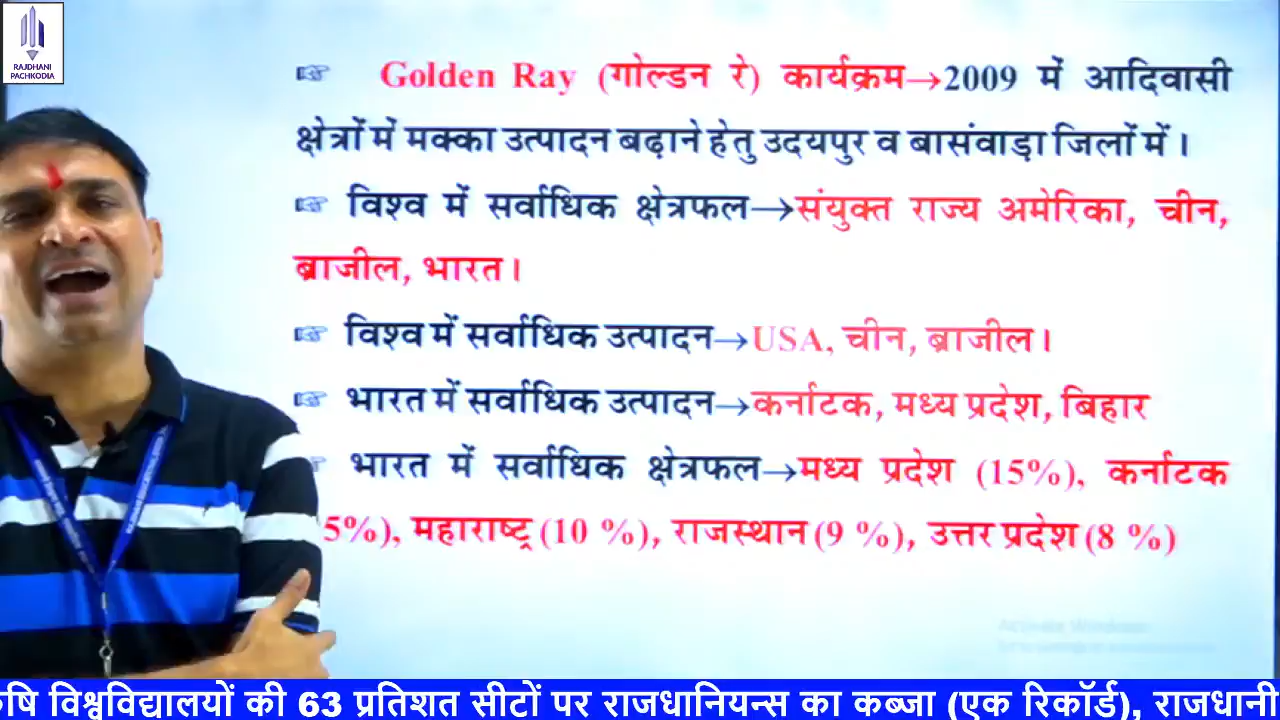 RAJDHANI
PACHKODIA
☞ Golden Ray (गोल्डन रे) कार्यक्रम→2009 में आदिवासी
क्षेत्रों में मक्का उत्पादन बढ़ाने हेतु उदयपुर व बासंवाड़ा जिलों में।
☞ विश्व में सर्वाधिक क्षेत्रफल→संयुक्त राज्य अमेरिका, चीन,
ब्राजील, भारत।
☞ विश्व में सर्वाधिक उत्पादन→USA, चीन, ब्राजील।
☞ भारत में सर्वाधिक उत्पादन→कर्नाटक, मध्य प्रदेश, बिहार
भारत में सर्वाधिक क्षेत्रफल→मध्य प्रदेश (15%), कर्नाटक
5%), महाराष्ट्र (10 %), राजस्थान (9 %), उत्तर प्रदेश (8 %)
Activate Windows
षि विश्वविद्यालयों की 63 प्रतिशत सीटों पर राजधानियन्स का कब्जा (एक रिकॉर्ड), राजधानी